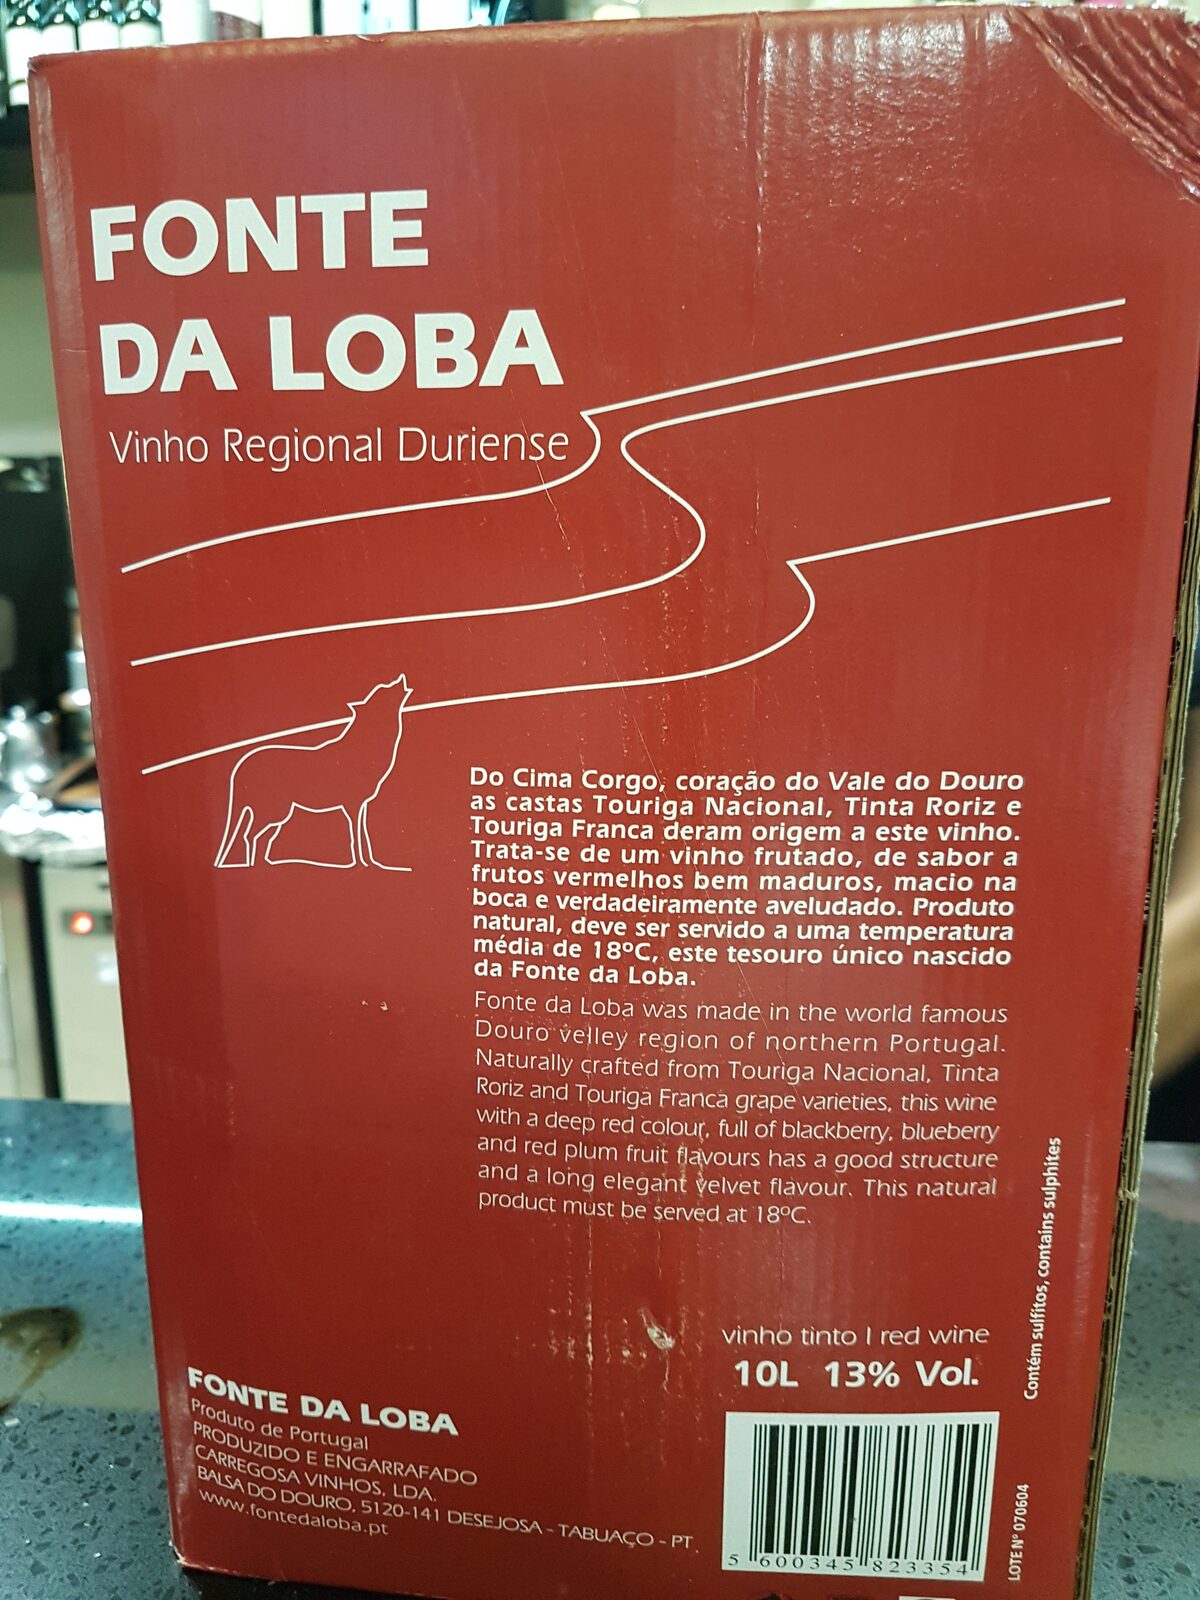 FONTE
DA LOBA
Vinho Regional Duriense
Do Cima Corgo, coração do Vale do Douro
as castas Touriga Nacional, Tinta Roriz e
Touriga Franca deram origem a este vinho.
Trata-se de um vinho frutado, de sabor a
frutos vermelhos bem maduros, macio na
boca e verdadeiramente aveludado. Produto
natural, deve ser servido a uma temperatura
média de 18ºC, este tesouro único nascido
da Fonte da Loba.
Fonte da Loba was made in the world famous
Douro velley region of northern Portugal.
Naturally crafted from Touriga Nacional, Tinta
Roriz and Touriga Franca grape varieties, this wine
with a deep red colour, full of blackberry, blueberry
and red plum fruit flavours has a good structure
and a long elegant velvet flavour. This natural
product must be served at 18ºC.
vinho tinto | red wine
10L 13% Vol.
Contém sulfitos, contains sulphites
FONTE DA LOBA
Produto de Portugal
PRODUZIDO E ENGARRAFADO
CARREGOSA VINHOS, LDA.
BALSA DO DOURO, 5120-141 DESEJOSA - TABUAÇO - PT
www.fontedaloba.pt
5 600345 823354
LOTE Nº 070604